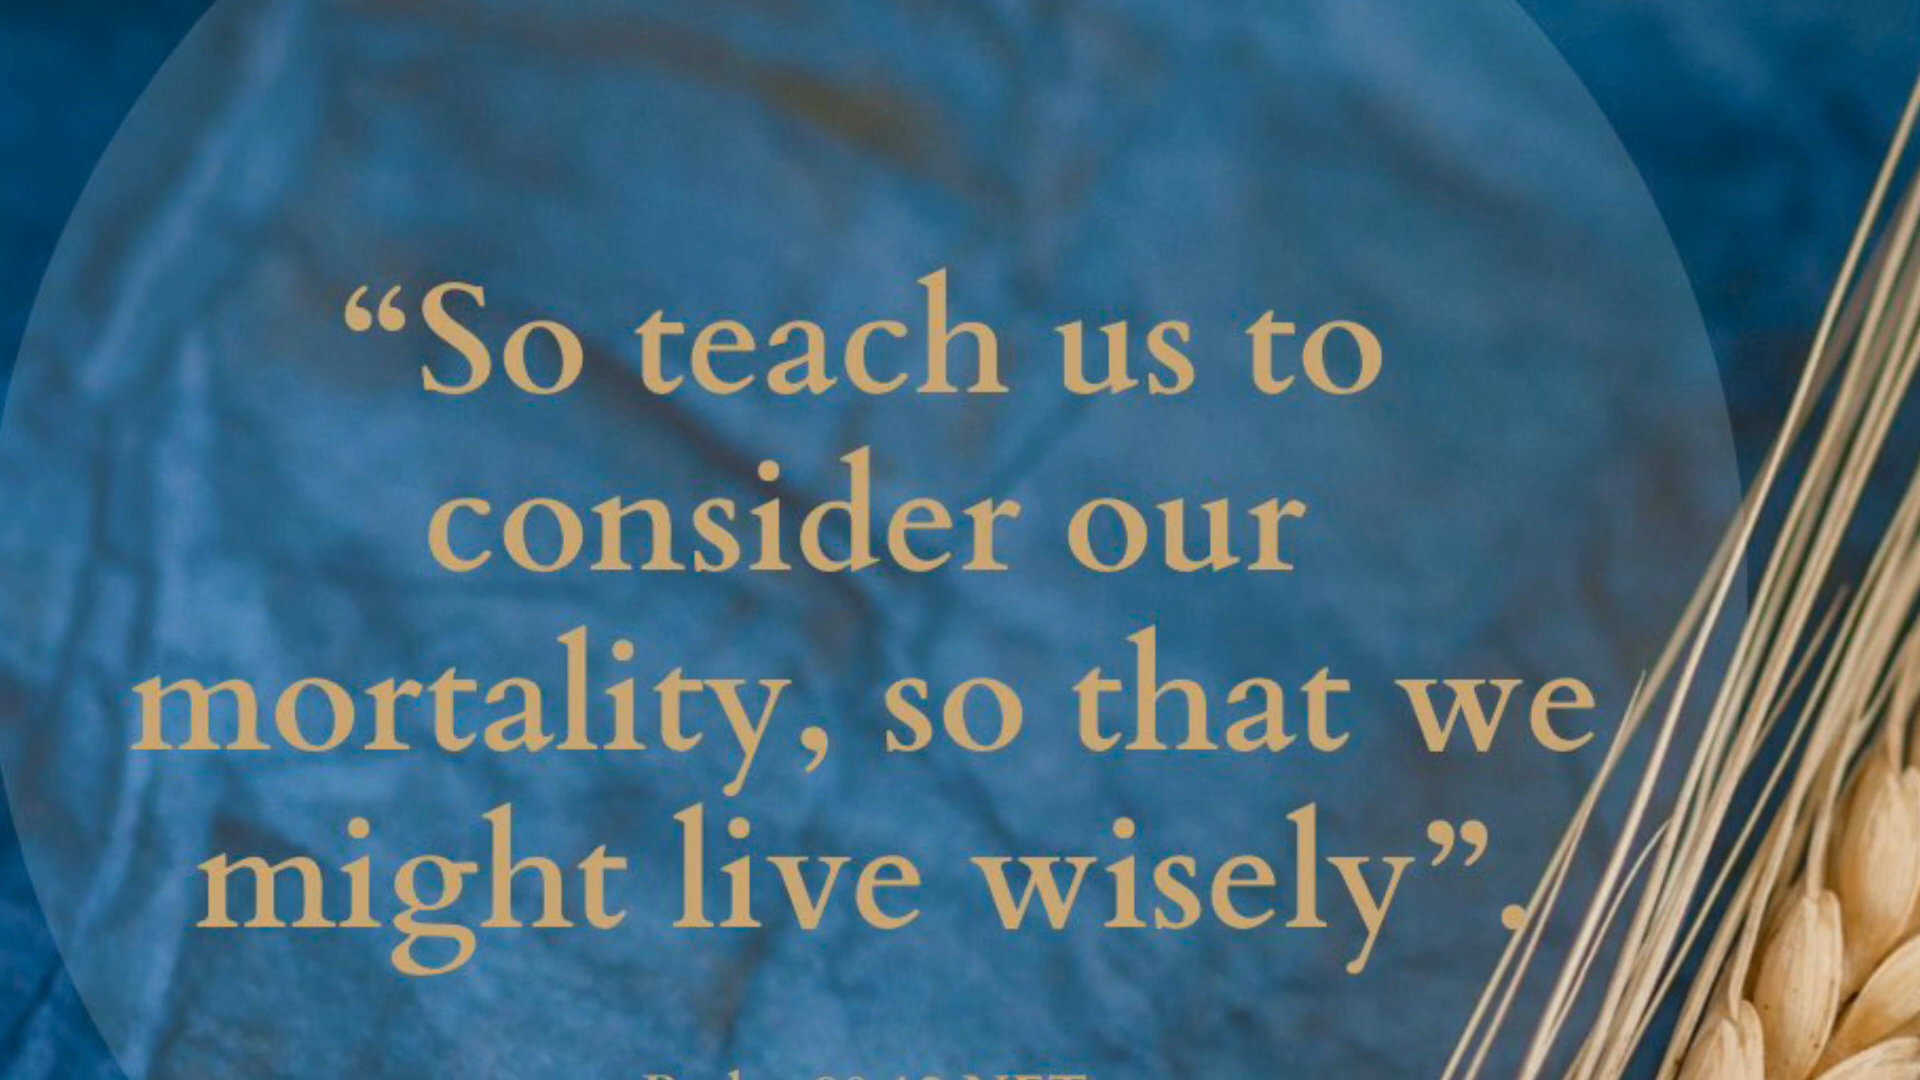 “So teach us to
consider our
mortality, so that we
might live wisely”.